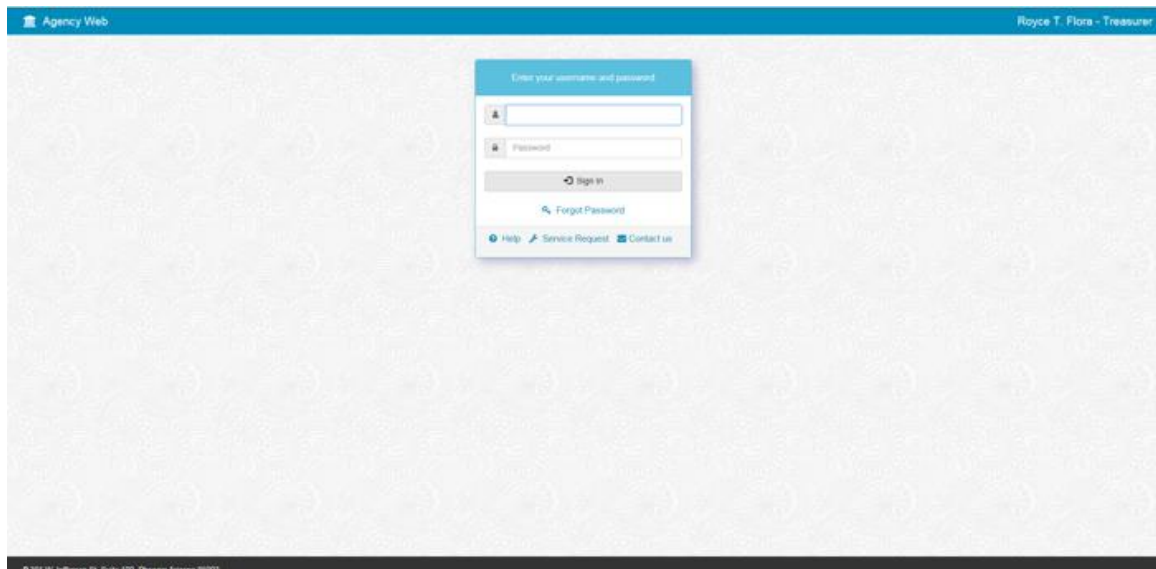 Agency Web
Royce T. Flora - Treasurer
Enter your username and password
Password
Sign In
Forgot Password
Help Service Request Contact us